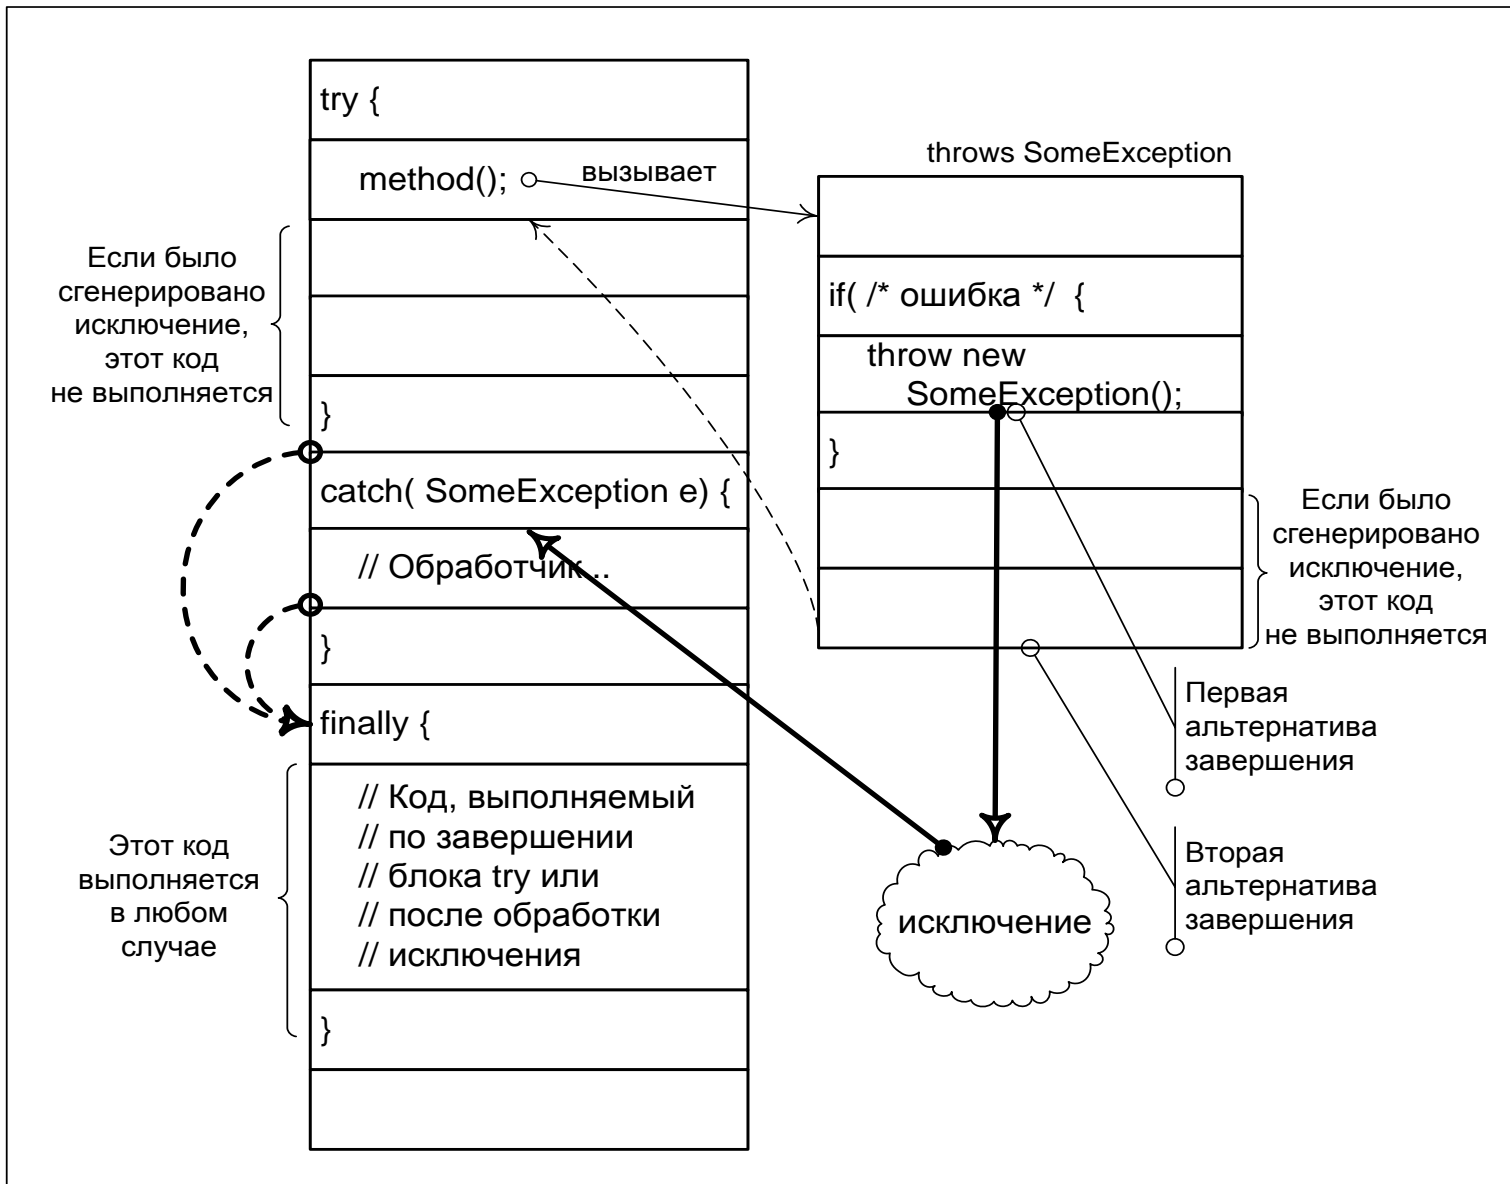 try {
method();
вызывает
throws SomeException
if( /* ошибка */  {
throw new
SomeException();
}
Если было
сгенерировано
исключение,
этот код
не выполняется
}
catch( SomeException e) {
// Обработчик...
}
finally {
// Код, выполняемый
// по завершении
// блока try или
// после обработки
// исключения
}
Этот код
выполняется
в любом
случае
Если было
сгенерировано
исключение,
этот код
не выполняется
Первая
альтернатива
завершения
Вторая
альтернатива
завершения
исключение